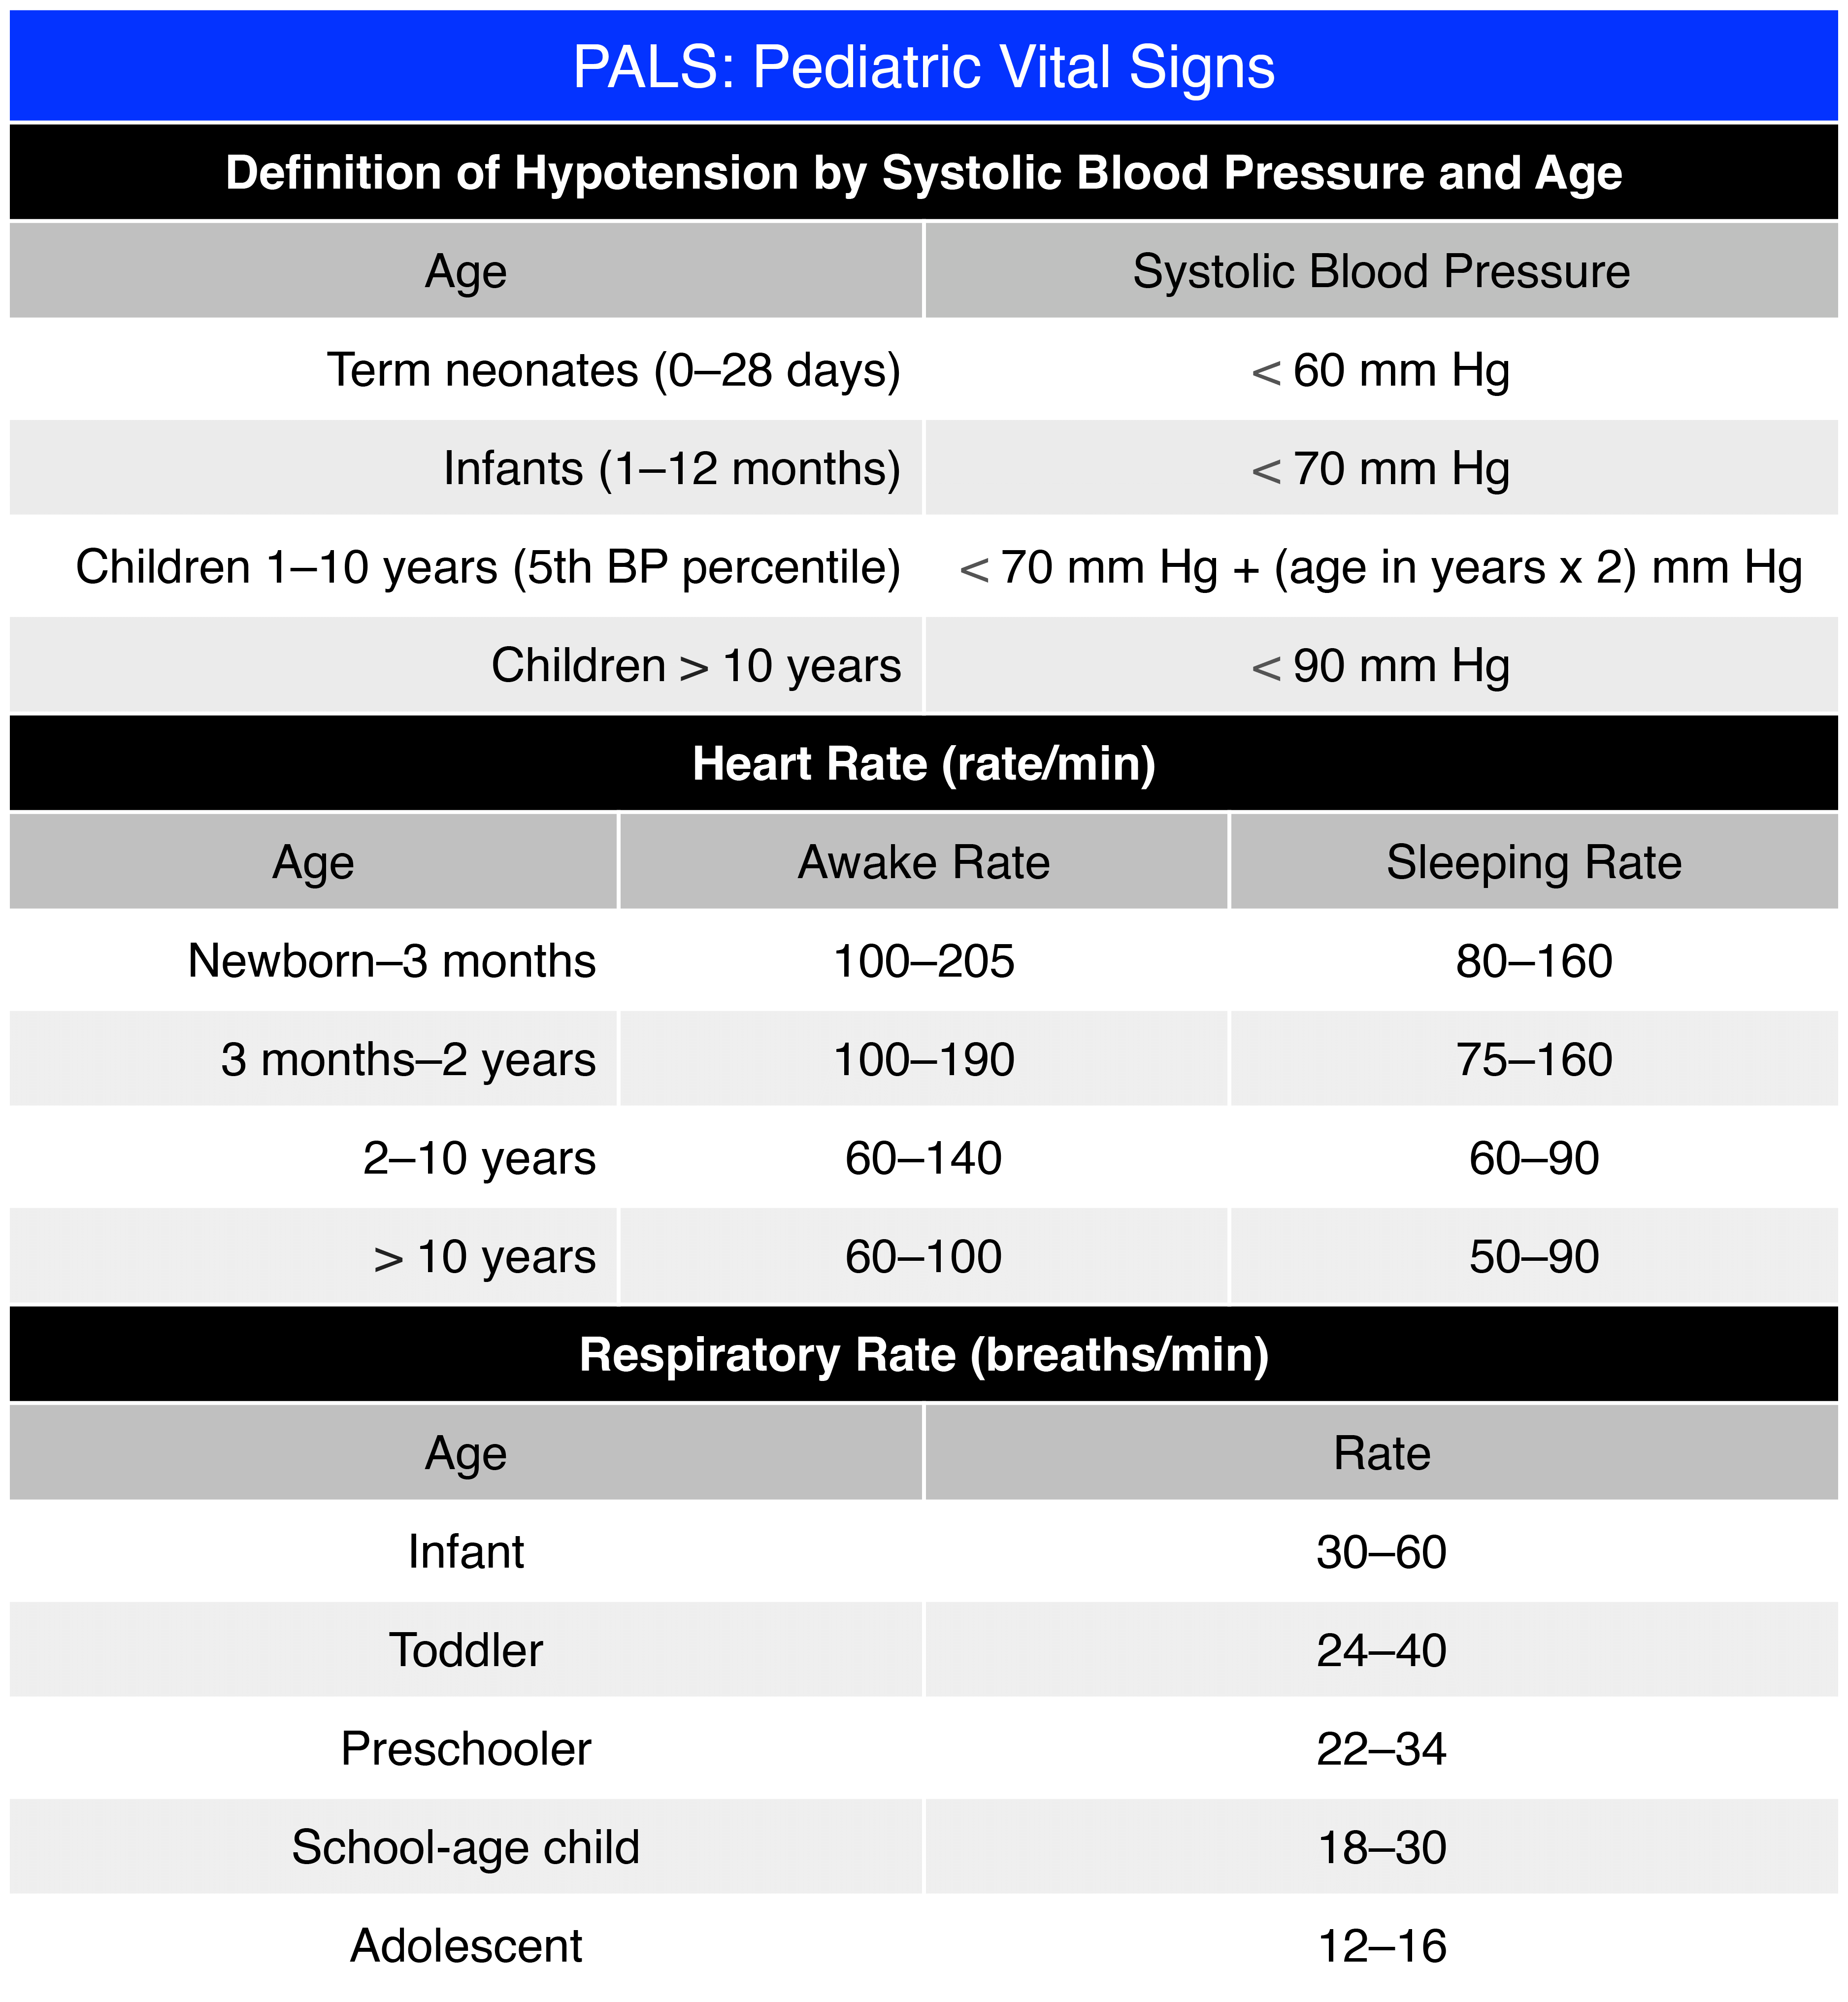 PALS: Pediatric Vital Signs
Definition of Hypotension by Systolic Blood Pressure and Age
Age Systolic Blood Pressure
Term neonates (0–28 days) < 60 mm Hg
Infants (1–12 months) < 70 mm Hg
Children 1–10 years (5th BP percentile) < 70 mm Hg + (age in years x 2) mm Hg
Children > 10 years < 90 mm Hg
Heart Rate (rate/min)
Age Awake Rate Sleeping Rate
Newborn–3 months 100–205 80–160
3 months–2 years 100–190 75–160
2–10 years 60–140 60–90
> 10 years 60–100 50–90
Respiratory Rate (breaths/min)
Age Rate
Infant 30–60
Toddler 24–40
Preschooler 22–34
School-age child 18–30
Adolescent 12–16